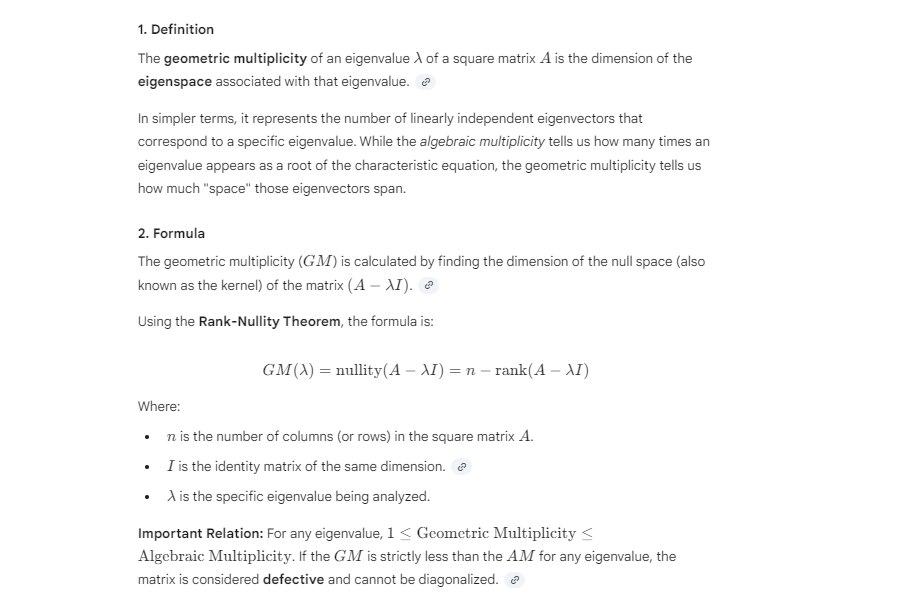 1. Definition
The geometric multiplicity of an eigenvalue λ of a square matrix A is the dimension of the
eigenspace associated with that eigenvalue.
In simpler terms, it represents the number of linearly independent eigenvectors that
correspond to a specific eigenvalue. While the algebraic multiplicity tells us how many times an
eigenvalue appears as a root of the characteristic equation, the geometric multiplicity tells us
how much "space" those eigenvectors span.
2. Formula
The geometric multiplicity (GM) is calculated by finding the dimension of the null space (also
known as the kernel) of the matrix (A − λI).
Using the Rank-Nullity Theorem, the formula is:
GM(λ) = nullity(A − λI) = n − rank(A − λI)
Where:
• n is the number of columns (or rows) in the square matrix A.
• I is the identity matrix of the same dimension.
• λ is the specific eigenvalue being analyzed.
Important Relation: For any eigenvalue, 1 ≤ Geometric Multiplicity ≤
Algebraic Multiplicity. If the GM is strictly less than the AM for any eigenvalue, the
matrix is considered defective and cannot be diagonalized.